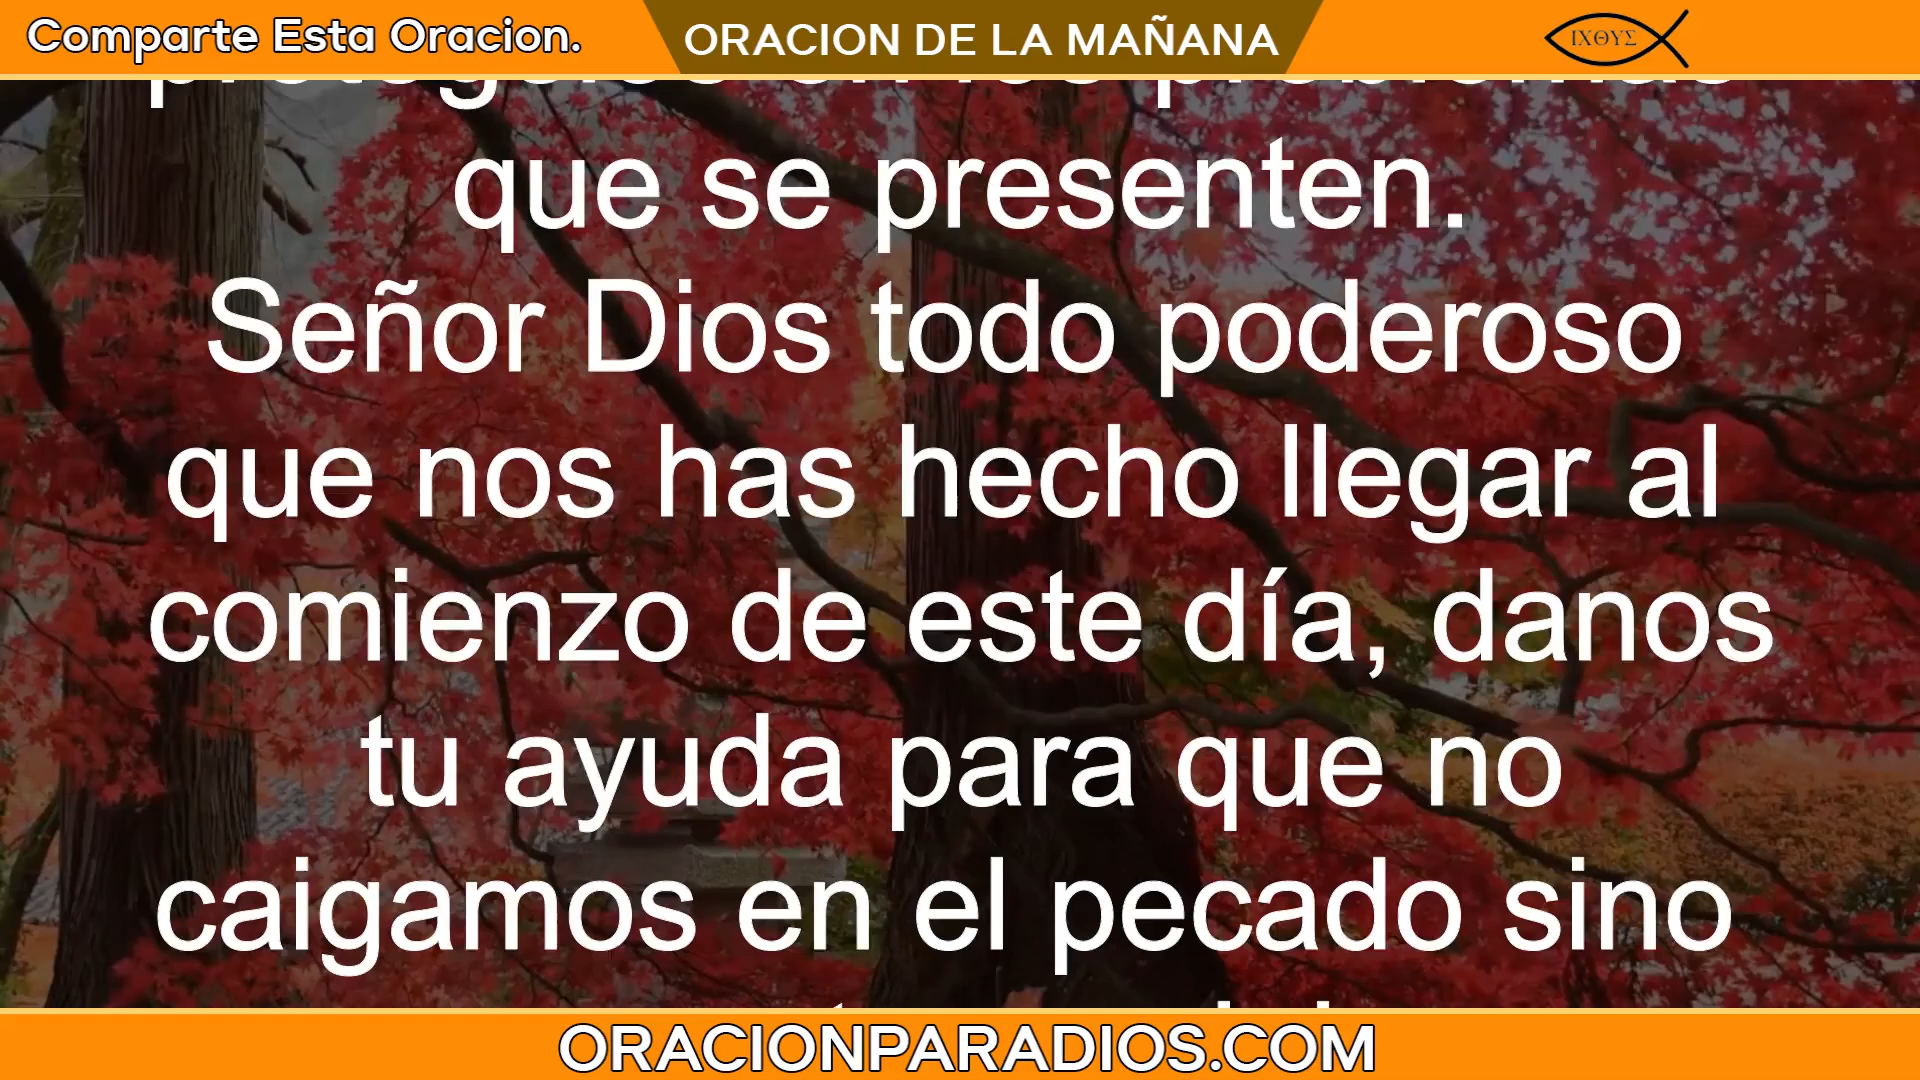 Comparte Esta Oracion.
ORACION DE LA MAÑANA
ΙΧΘΥΣ
que se presenten.
Señor Dios todo poderoso
que nos has hecho llegar al
comienzo de este día, danos
tu ayuda para que no
caigamos en el pecado sino
ORACIONPARADIOS.COM